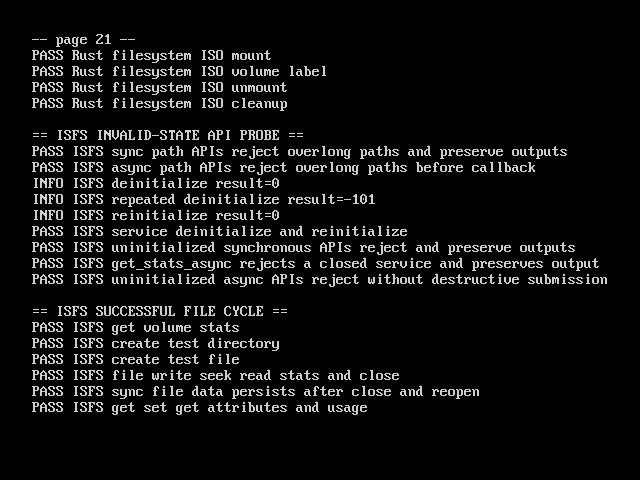 -- page 21 --
PASS Rust filesystem ISO mount
PASS Rust filesystem ISO volume label
PASS Rust filesystem ISO unmount
PASS Rust filesystem ISO cleanup
== ISFS INVALID-STATE API PROBE ==
PASS ISFS sync path APIs reject overlong paths and preserve outputs
PASS ISFS async path APIs reject overlong paths before callback
INFO ISFS deinitialize result=0
INFO ISFS repeated deinitialize result=-101
INFO ISFS reinitialize result=0
PASS ISFS service deinitialize and reinitialize
PASS ISFS uninitialized synchronous APIs reject and preserve outputs
PASS ISFS get_stats_async rejects a closed service and preserves output
PASS ISFS uninitialized async APIs reject without destructive submission
== ISFS SUCCESSFUL FILE CYCLE ==
PASS ISFS get volume stats
PASS ISFS create test directory
PASS ISFS create test file
PASS ISFS file write seek read stats and close
PASS ISFS sync file data persists after close and reopen
PASS ISFS get set get attributes and usage